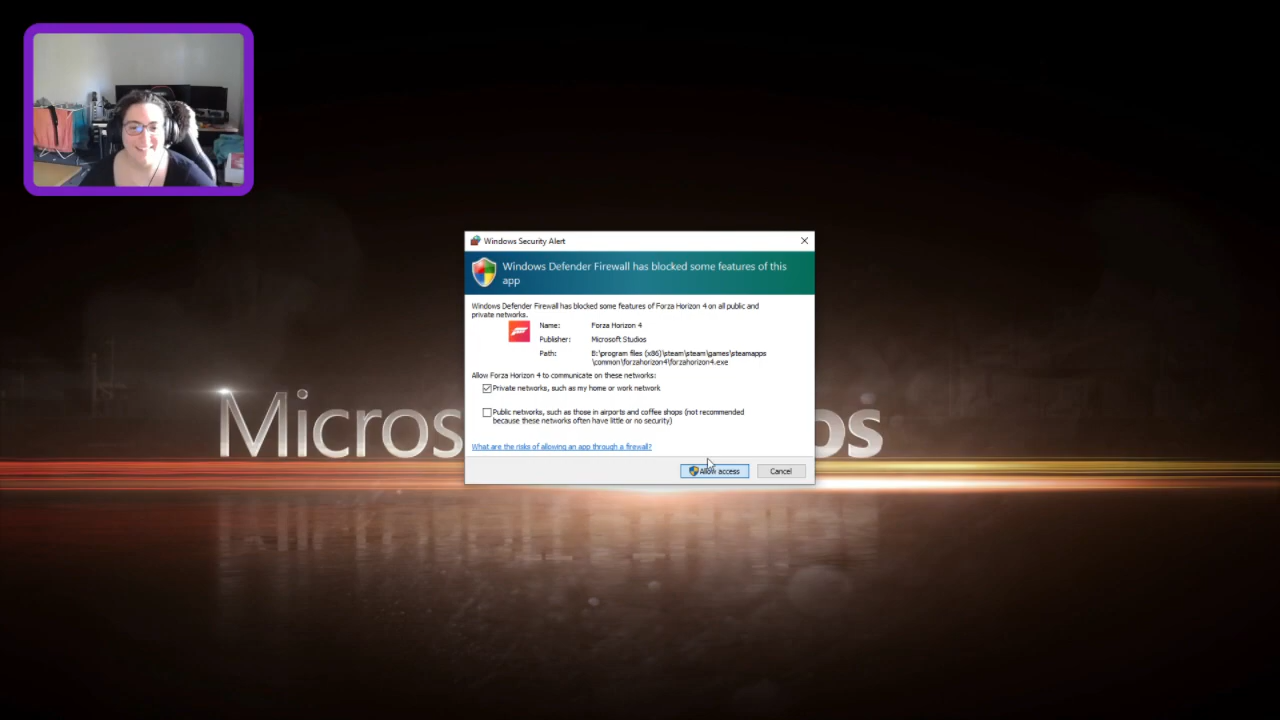 Windows Security Alert
Windows Defender Firewall has blocked some features of this
app
Windows Defender Firewall has blocked some features of Forza Horizon 4 on all public and
private networks.
Name: Forza Horizon 4
Publisher: Microsoft Studios
Path: E:\program files (x86)\steam\steam\games\steamapps
\common\forzahorizon4\forzahorizon4.exe
Allow Forza Horizon 4 to communicate on these networks:
Private networks, such as my home or work network
Public networks, such as those in airports and coffee shops (not recommended
because these networks often have little or no security)
Micros
os
What are the risks of allowing an app through a firewall?
Allow access
Cancel